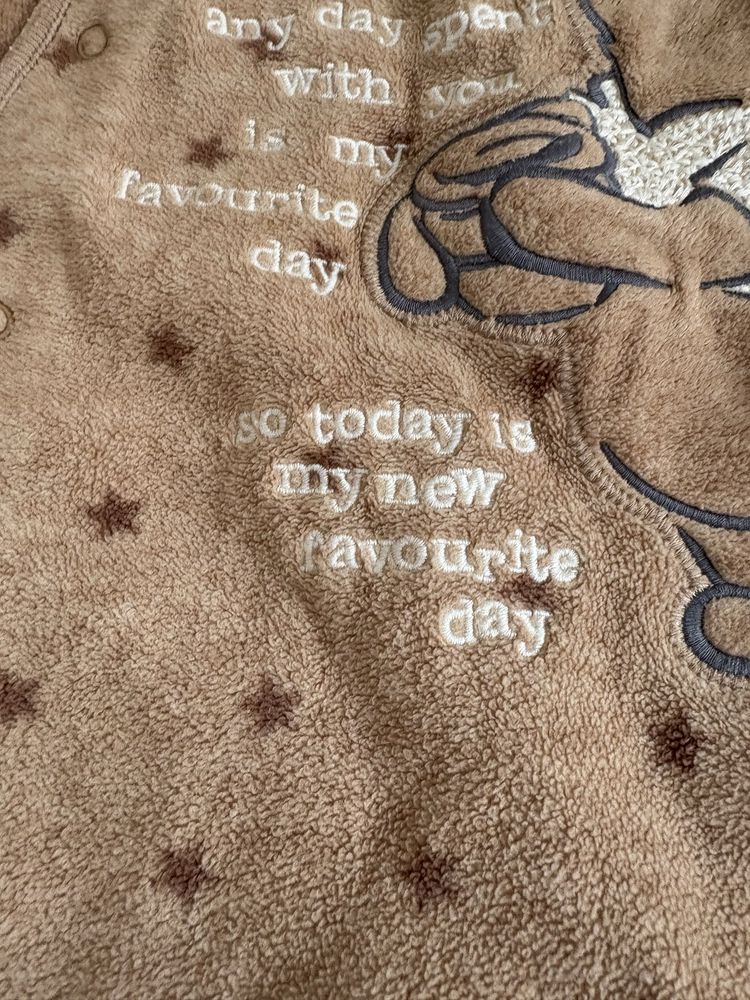 any day spent
with you
is my
favourite
day
so today is
my new
favourite
day